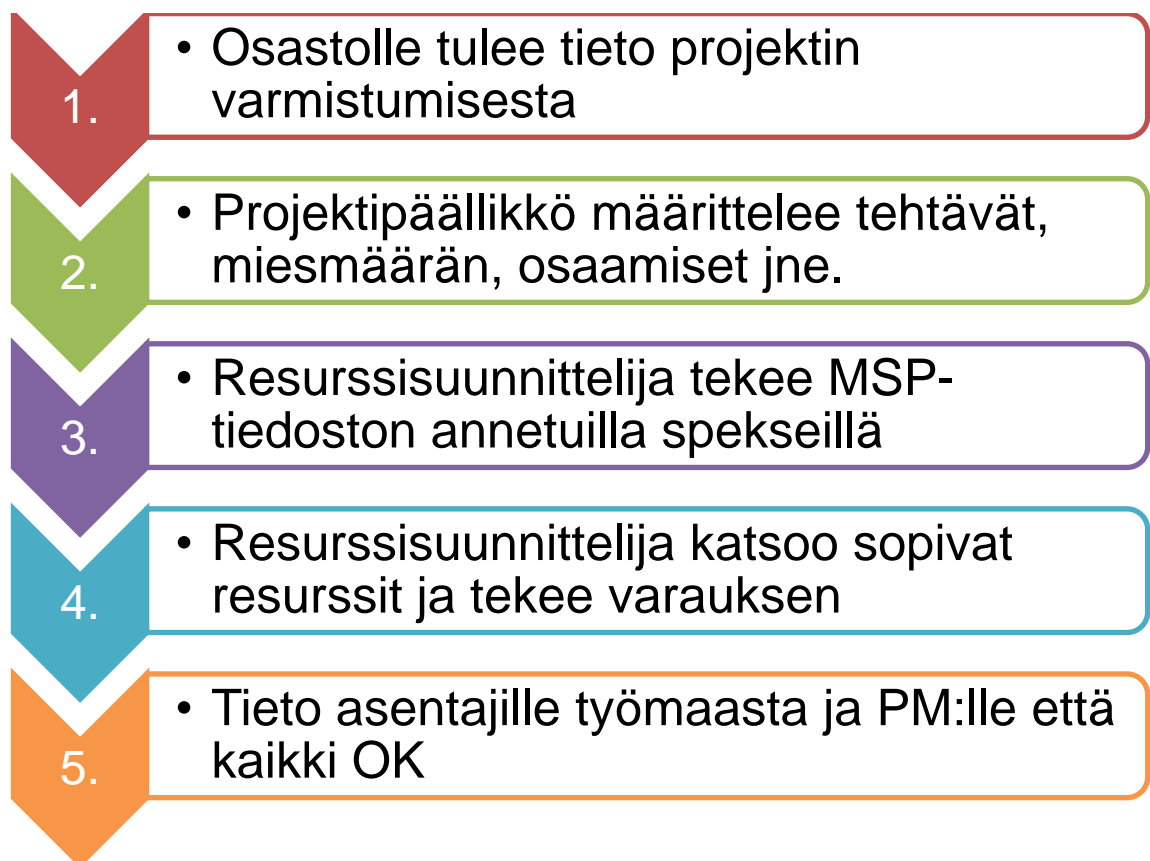 1.
• Osastolle tulee tieto projektin
varmistumisesta
2.
• Projektipäällikkö määrittelee tehtävät,
miesmäärän, osaamiset jne.
3.
• Resurssisuunnittelija tekee MSP-
tiedoston annetuilla spekseillä
4.
• Resurssisuunnittelija katsoo sopivat
resurssit ja tekee varauksen
5.
• Tieto asentajille työmaasta ja PM:lle että
kaikki OK